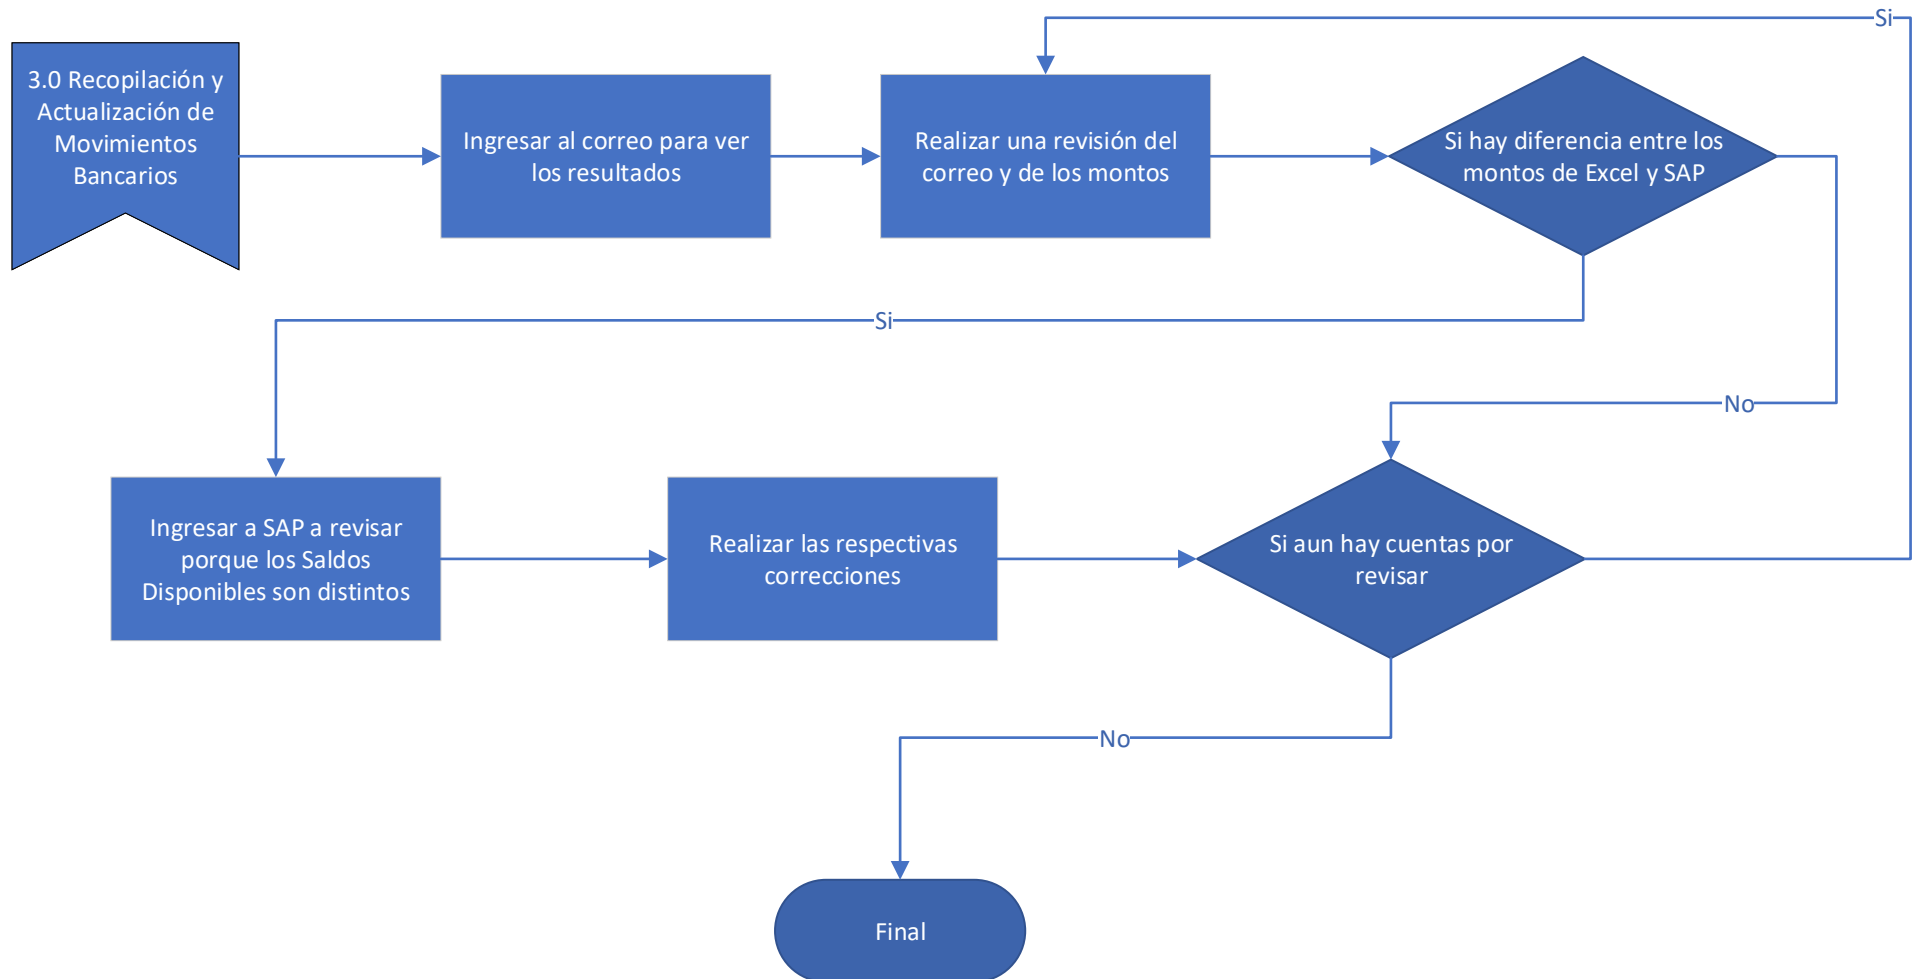 Si
3.0 Recopilación y
Actualización de
Movimientos
Bancarios
Ingresar al correo para ver
los resultados
Realizar una revisión del
correo y de los montos
Si hay diferencia entre los
montos de Excel y SAP
Si
No
Ingresar a SAP a revisar
porque los Saldos
Disponibles son distintos
Realizar las respectivas
correcciones
Si aun hay cuentas por
revisar
No
Final